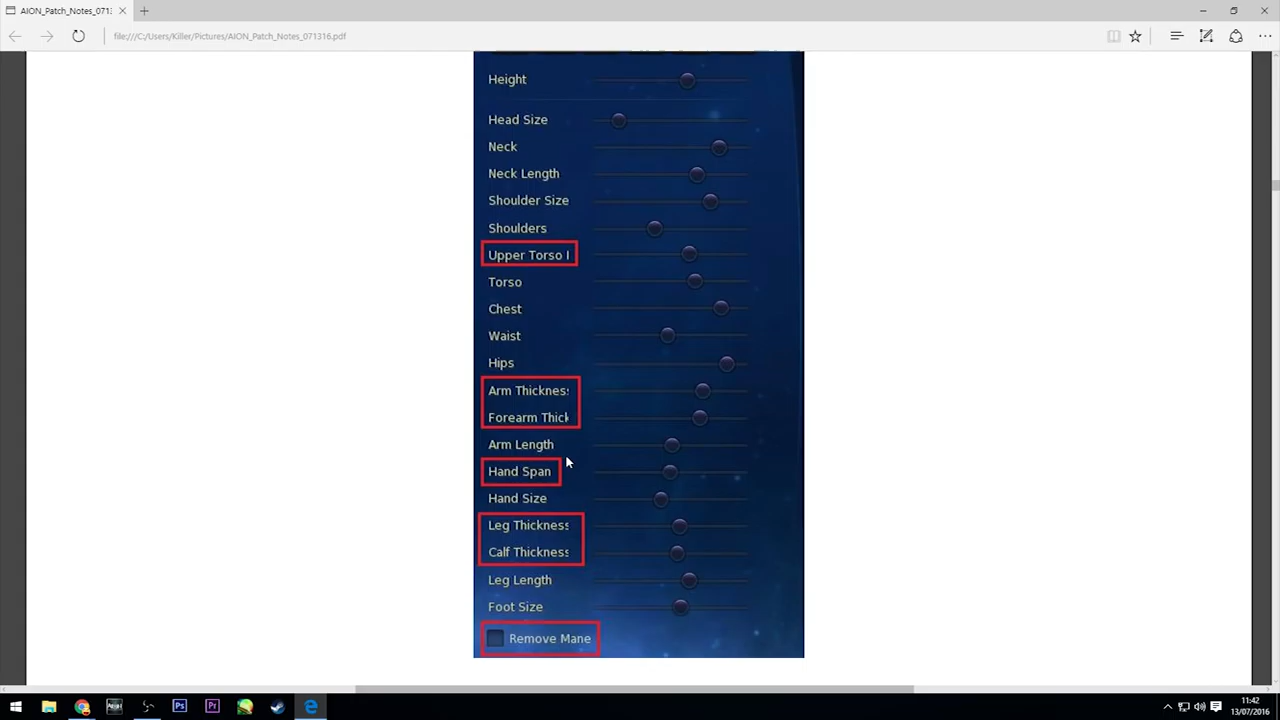 AION_Patch_Notes_071
file:///C:/Users/Killer/Pictures/AION_Patch_Notes_071316.pdf
Height
Head Size
Neck
Neck Length
Shoulder Size
Shoulders
Upper Torso
Torso
Chest
Waist
Hips
Arm Thickness
Forearm Thick
Arm Length
Hand Span
Hand Size
Leg Thickness
Calf Thickness
Leg Length
Foot Size
Remove Mane
Ps
Pr
11:42
13/07/2016